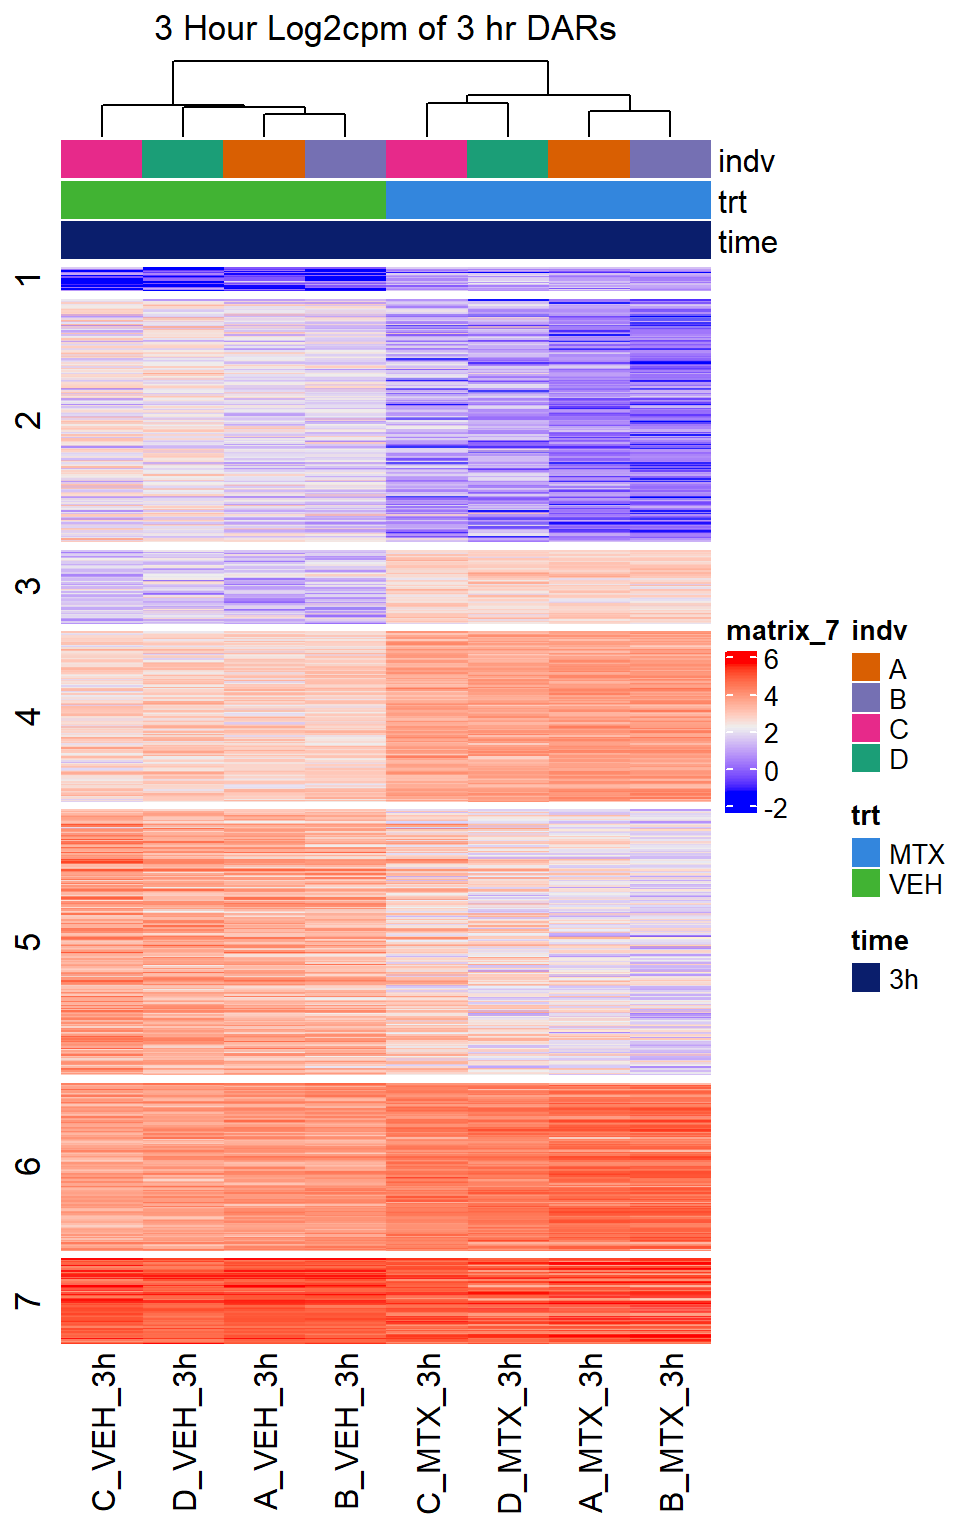 3 Hour Log2cpm of 3 hr DARs
indv
trt
time
1
2
3
4
5
6
7
matrix_7
6
4
2
0
-2
indv
A
B
C
D
trt
MTX
VEH
time
3h
C_VEH_3h
D_VEH_3h
A_VEH_3h
B_VEH_3h
C_MTX_3h
D_MTX_3h
A_MTX_3h
B_MTX_3h